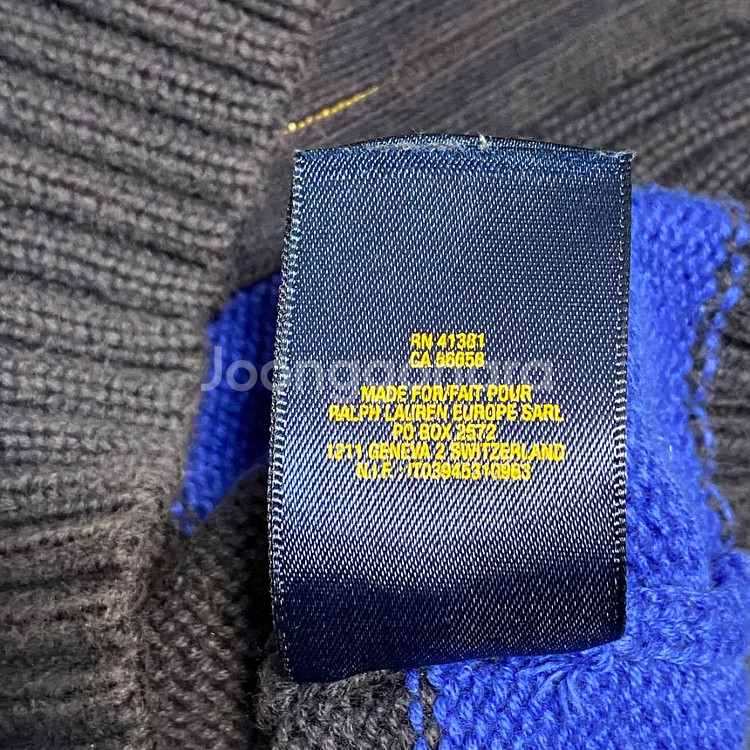 RN 41381
CA 56658
Joonggonara
MADE FOR/FAIT POUR
RALPH LAUREN EUROPE SARL
PO BOX 2572
1211 GENEVA 2 SWITZERLAND
N.I.F. : IT03945310963